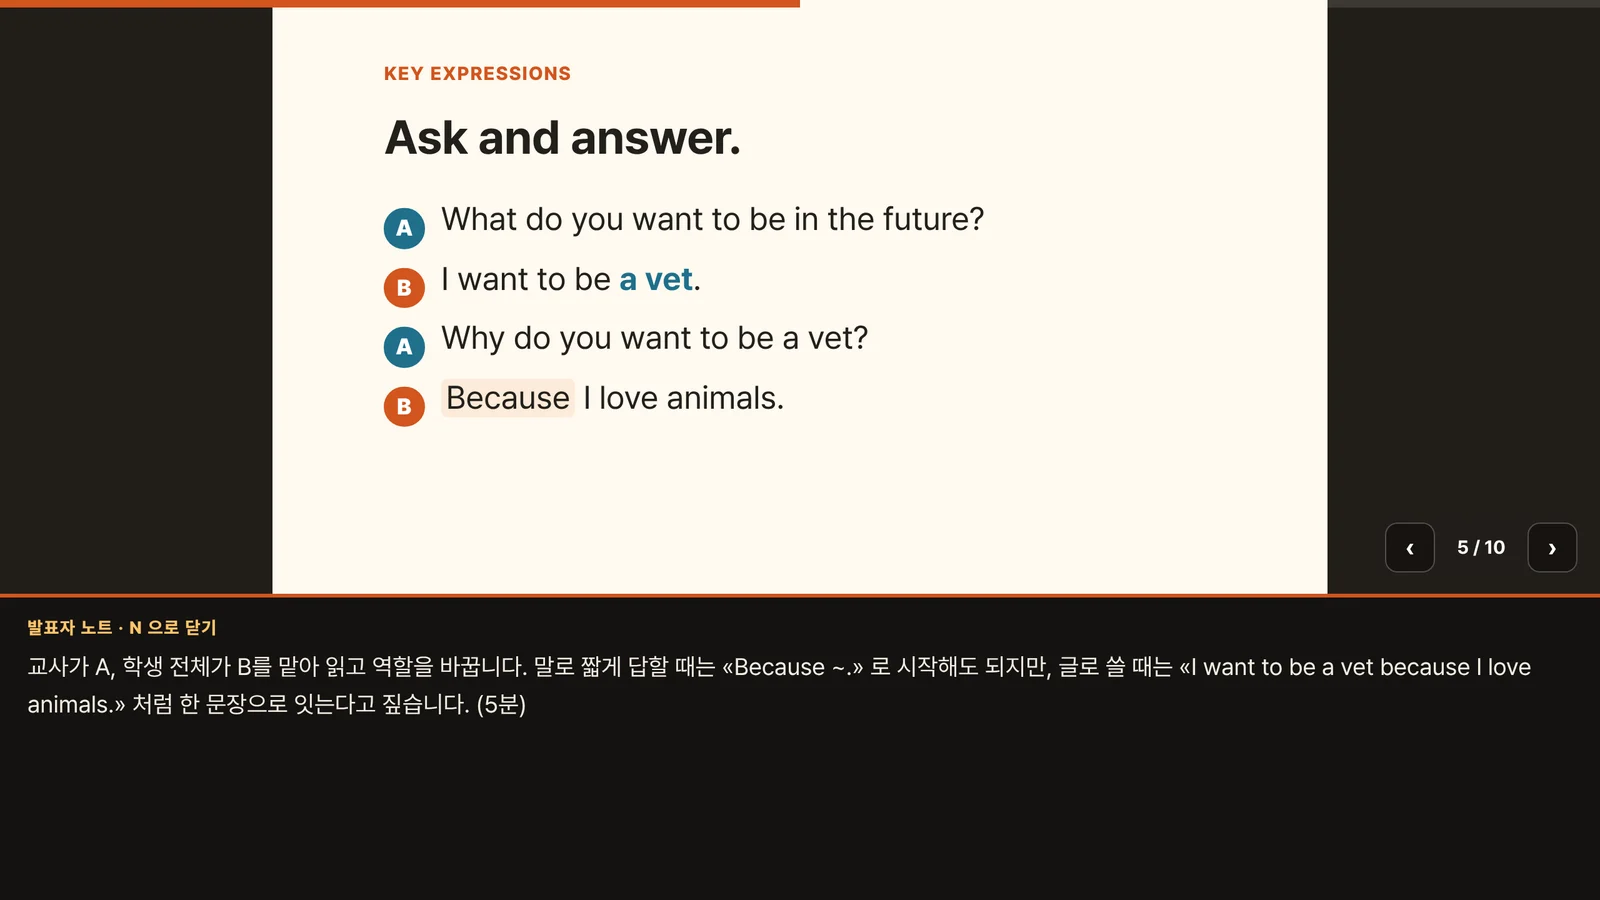 KEY EXPRESSIONS
Ask and answer.
A What do you want to be in the future?
B I want to be a vet.
A Why do you want to be a vet?
B Because I love animals.
‹ 5 / 10 ›
발표자 노트 · N 으로 닫기
교사가 A, 학생 전체가 B를 맡아 읽고 역할을 바꿉니다. 말로 짧게 답할 때는 «Because ~.» 로 시작해도 되지만, 글로 쓸 때는 «I want to be a vet because I love
animals.» 처럼 한 문장으로 잇는다고 짚습니다. (5분)